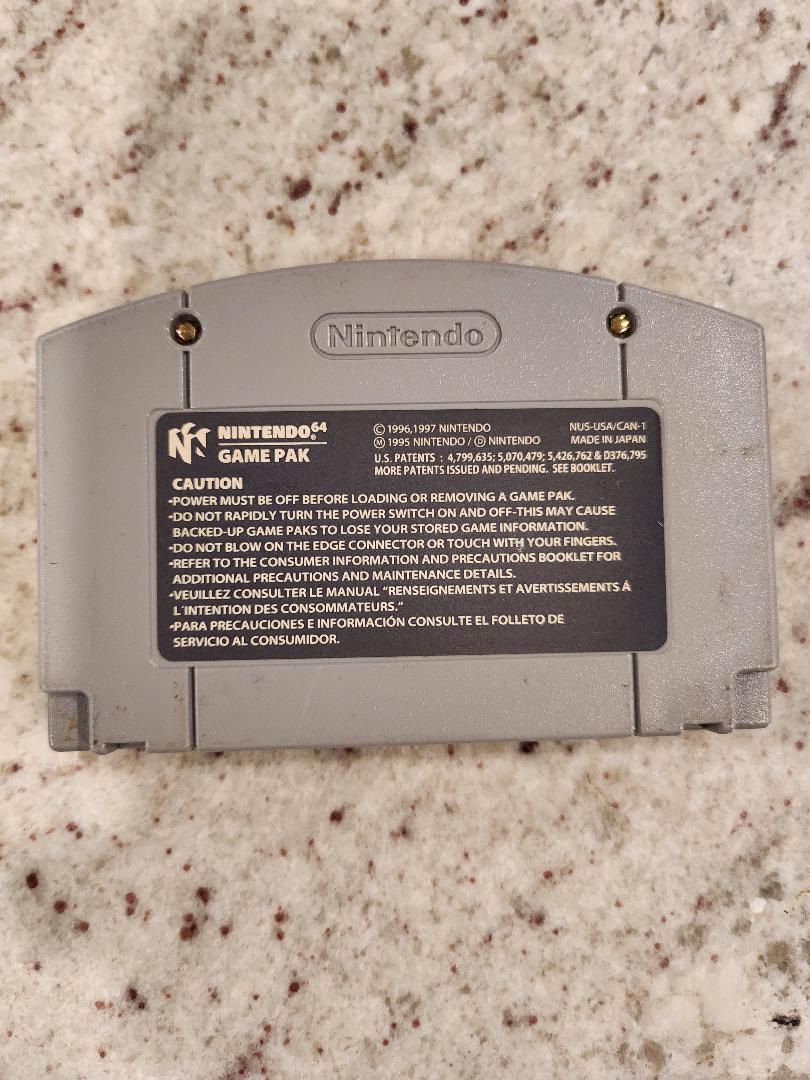 Nintendo
NINTENDO64
GAME PAK
© 1996,1997 NINTENDO
Ⓜ 1995 NINTENDO / Ⓓ NINTENDO
NUS-USA/CAN-1
MADE IN JAPAN
U.S. PATENTS : 4,799,635; 5,070,479; 5,426,762 & D376,795
MORE PATENTS ISSUED AND PENDING. SEE BOOKLET.
CAUTION
•POWER MUST BE OFF BEFORE LOADING OR REMOVING A GAME PAK.
•DO NOT RAPIDLY TURN THE POWER SWITCH ON AND OFF-THIS MAY CAUSE
BACKED-UP GAME PAKS TO LOSE YOUR STORED GAME INFORMATION.
•DO NOT BLOW ON THE EDGE CONNECTOR OR TOUCH WITH YOUR FINGERS.
•REFER TO THE CONSUMER INFORMATION AND PRECAUTIONS BOOKLET FOR
ADDITIONAL PRECAUTIONS AND MAINTENANCE DETAILS.
•VEUILLEZ CONSULTER LE MANUAL "RENSEIGNEMENTS ET AVERTISSEMENTS Á
L'INTENTION DES CONSOMMATEURS."
•PARA PRECAUCIONES E INFORMACIÓN CONSULTE EL FOLLETO DE
SERVICIO AL CONSUMIDOR.